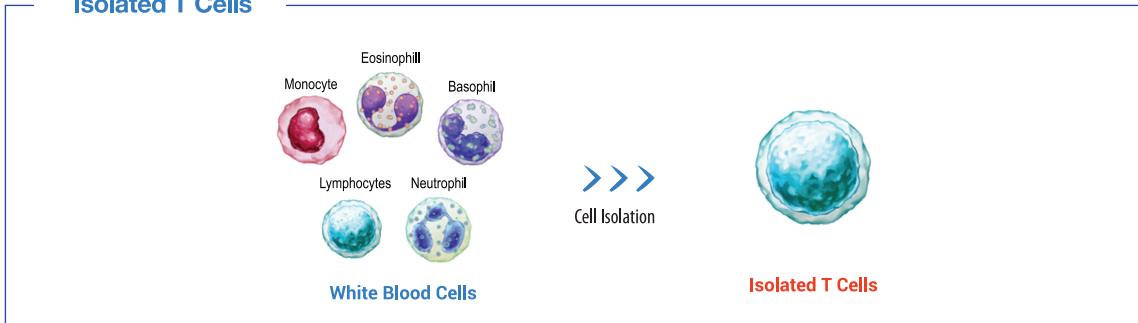 Isolated T Cells
Eosinophill
Monocyte
Basophil
Lymphocytes
Neutrophil
Cell Isolation
White Blood Cells
Isolated T Cells